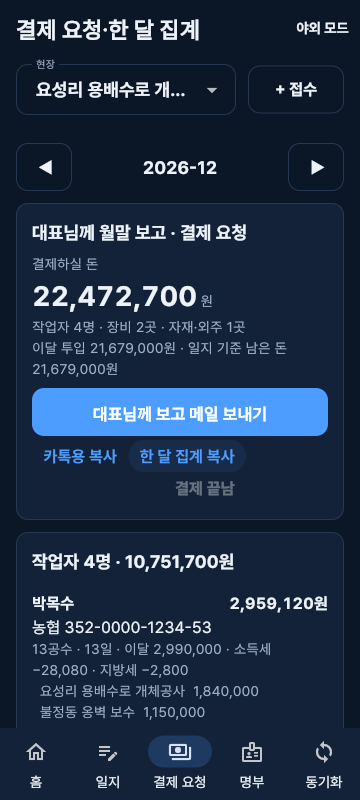 결제 요청·한 달 집계
야외 모드
현장
요성리 용배수로 개...
+ 접수
◀ 2026-12 ▶
대표님께 월말 보고 · 결제 요청
결제하실 돈
22,472,700 원
작업자 4명 · 장비 2곳 · 자재·외주 1곳
이달 투입 21,679,000원 · 일지 기준 남은 돈
21,679,000원
대표님께 보고 메일 보내기
카톡용 복사 한 달 집계 복사
결제 끝남
작업자 4명 · 10,751,700원
박목수 2,959,120원
농협 352-0000-1234-53
13공수 · 13일 · 이달 2,990,000 · 소득세
−28,080 · 지방세 −2,800
요성리 용배수로 개체공사 1,840,000
불정동 옹벽 보수 1,150,000
홈 일지 결제 요청 명부 동기화